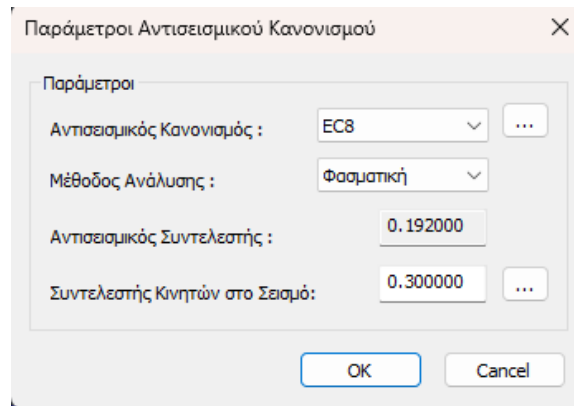 Παράμετροι Αντισεισμικού Κανονισμού
Παράμετροι
Αντισεισμικός Κανονισμός : EC8 ...
Μέθοδος Ανάλυσης : Φασματική
Αντισεισμικός Συντελεστής : 0.192000
Συντελεστής Κινητών στο Σεισμό: 0.300000 ...
OK Cancel